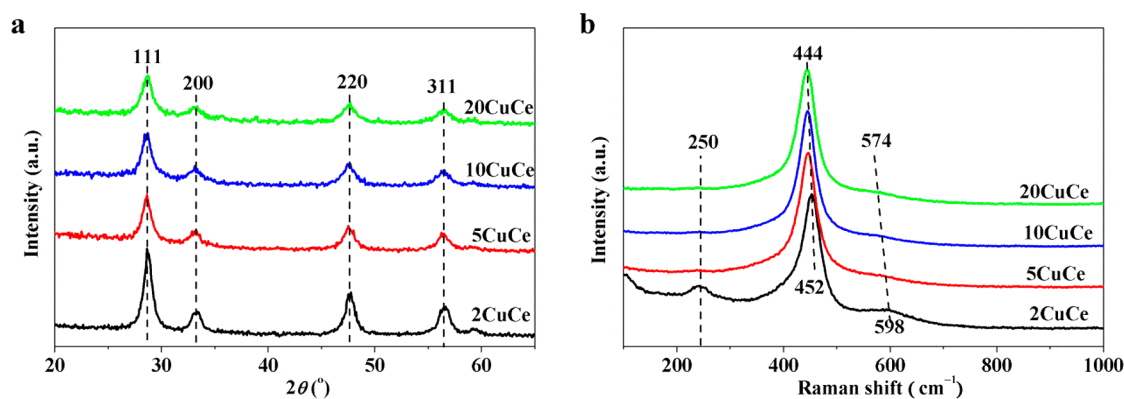 a
111
200
220
311
20CuCe
10CuCe
5CuCe
2CuCe
Intensity (a.u.)
20
30
40
50
60
2θ (°)
b
444
250
574
20CuCe
10CuCe
5CuCe
452
2CuCe
598
Intensity (a.u.)
200
400
600
800
1000
Raman shift ( cm⁻¹)